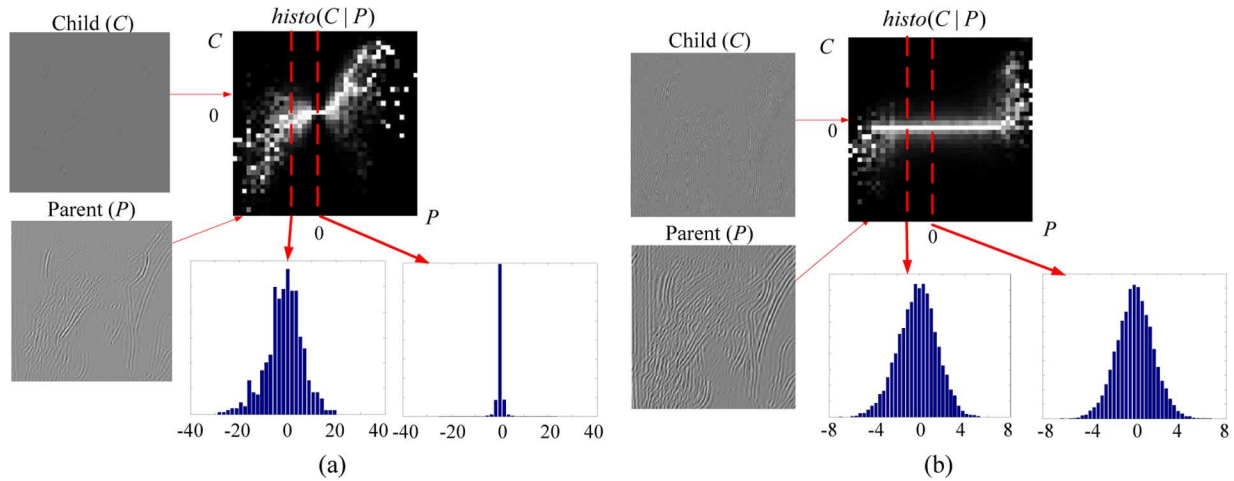 histo(C | P)
Child (C)
C
0
Parent (P)
P
0
-40 -20 0 20 40
-40 -20 0 20 40
(a)
histo(C | P)
Child (C)
C
0
Parent (P)
P
0
-8 -4 0 4 8
-8 -4 0 4 8
(b)